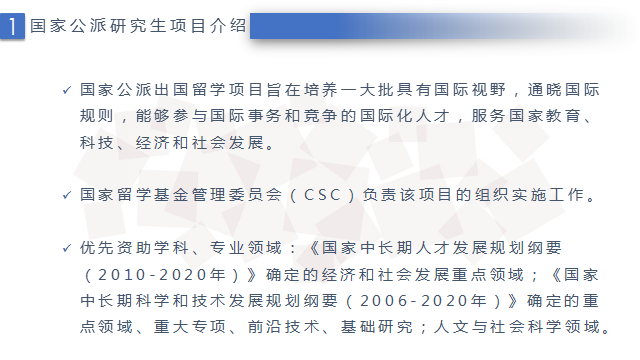 1 国家公派研究生项目介绍
✓ 国家公派出国留学项目旨在培养一大批具有国际视野，通晓国际
规则，能够参与国际事务和竞争的国际化人才，服务国家教育、
科技、经济和社会发展。
✓ 国家留学基金管理委员会（CSC）负责该项目的组织实施工作。
✓ 优先资助学科、专业领域：《国家中长期人才发展规划纲要
（2010-2020年）》确定的经济和社会发展重点领域；《国家
中长期科学和技术发展规划纲要（2006-2020年）》确定的重
点领域、重大专项、前沿技术、基础研究；人文与社会科学领域。